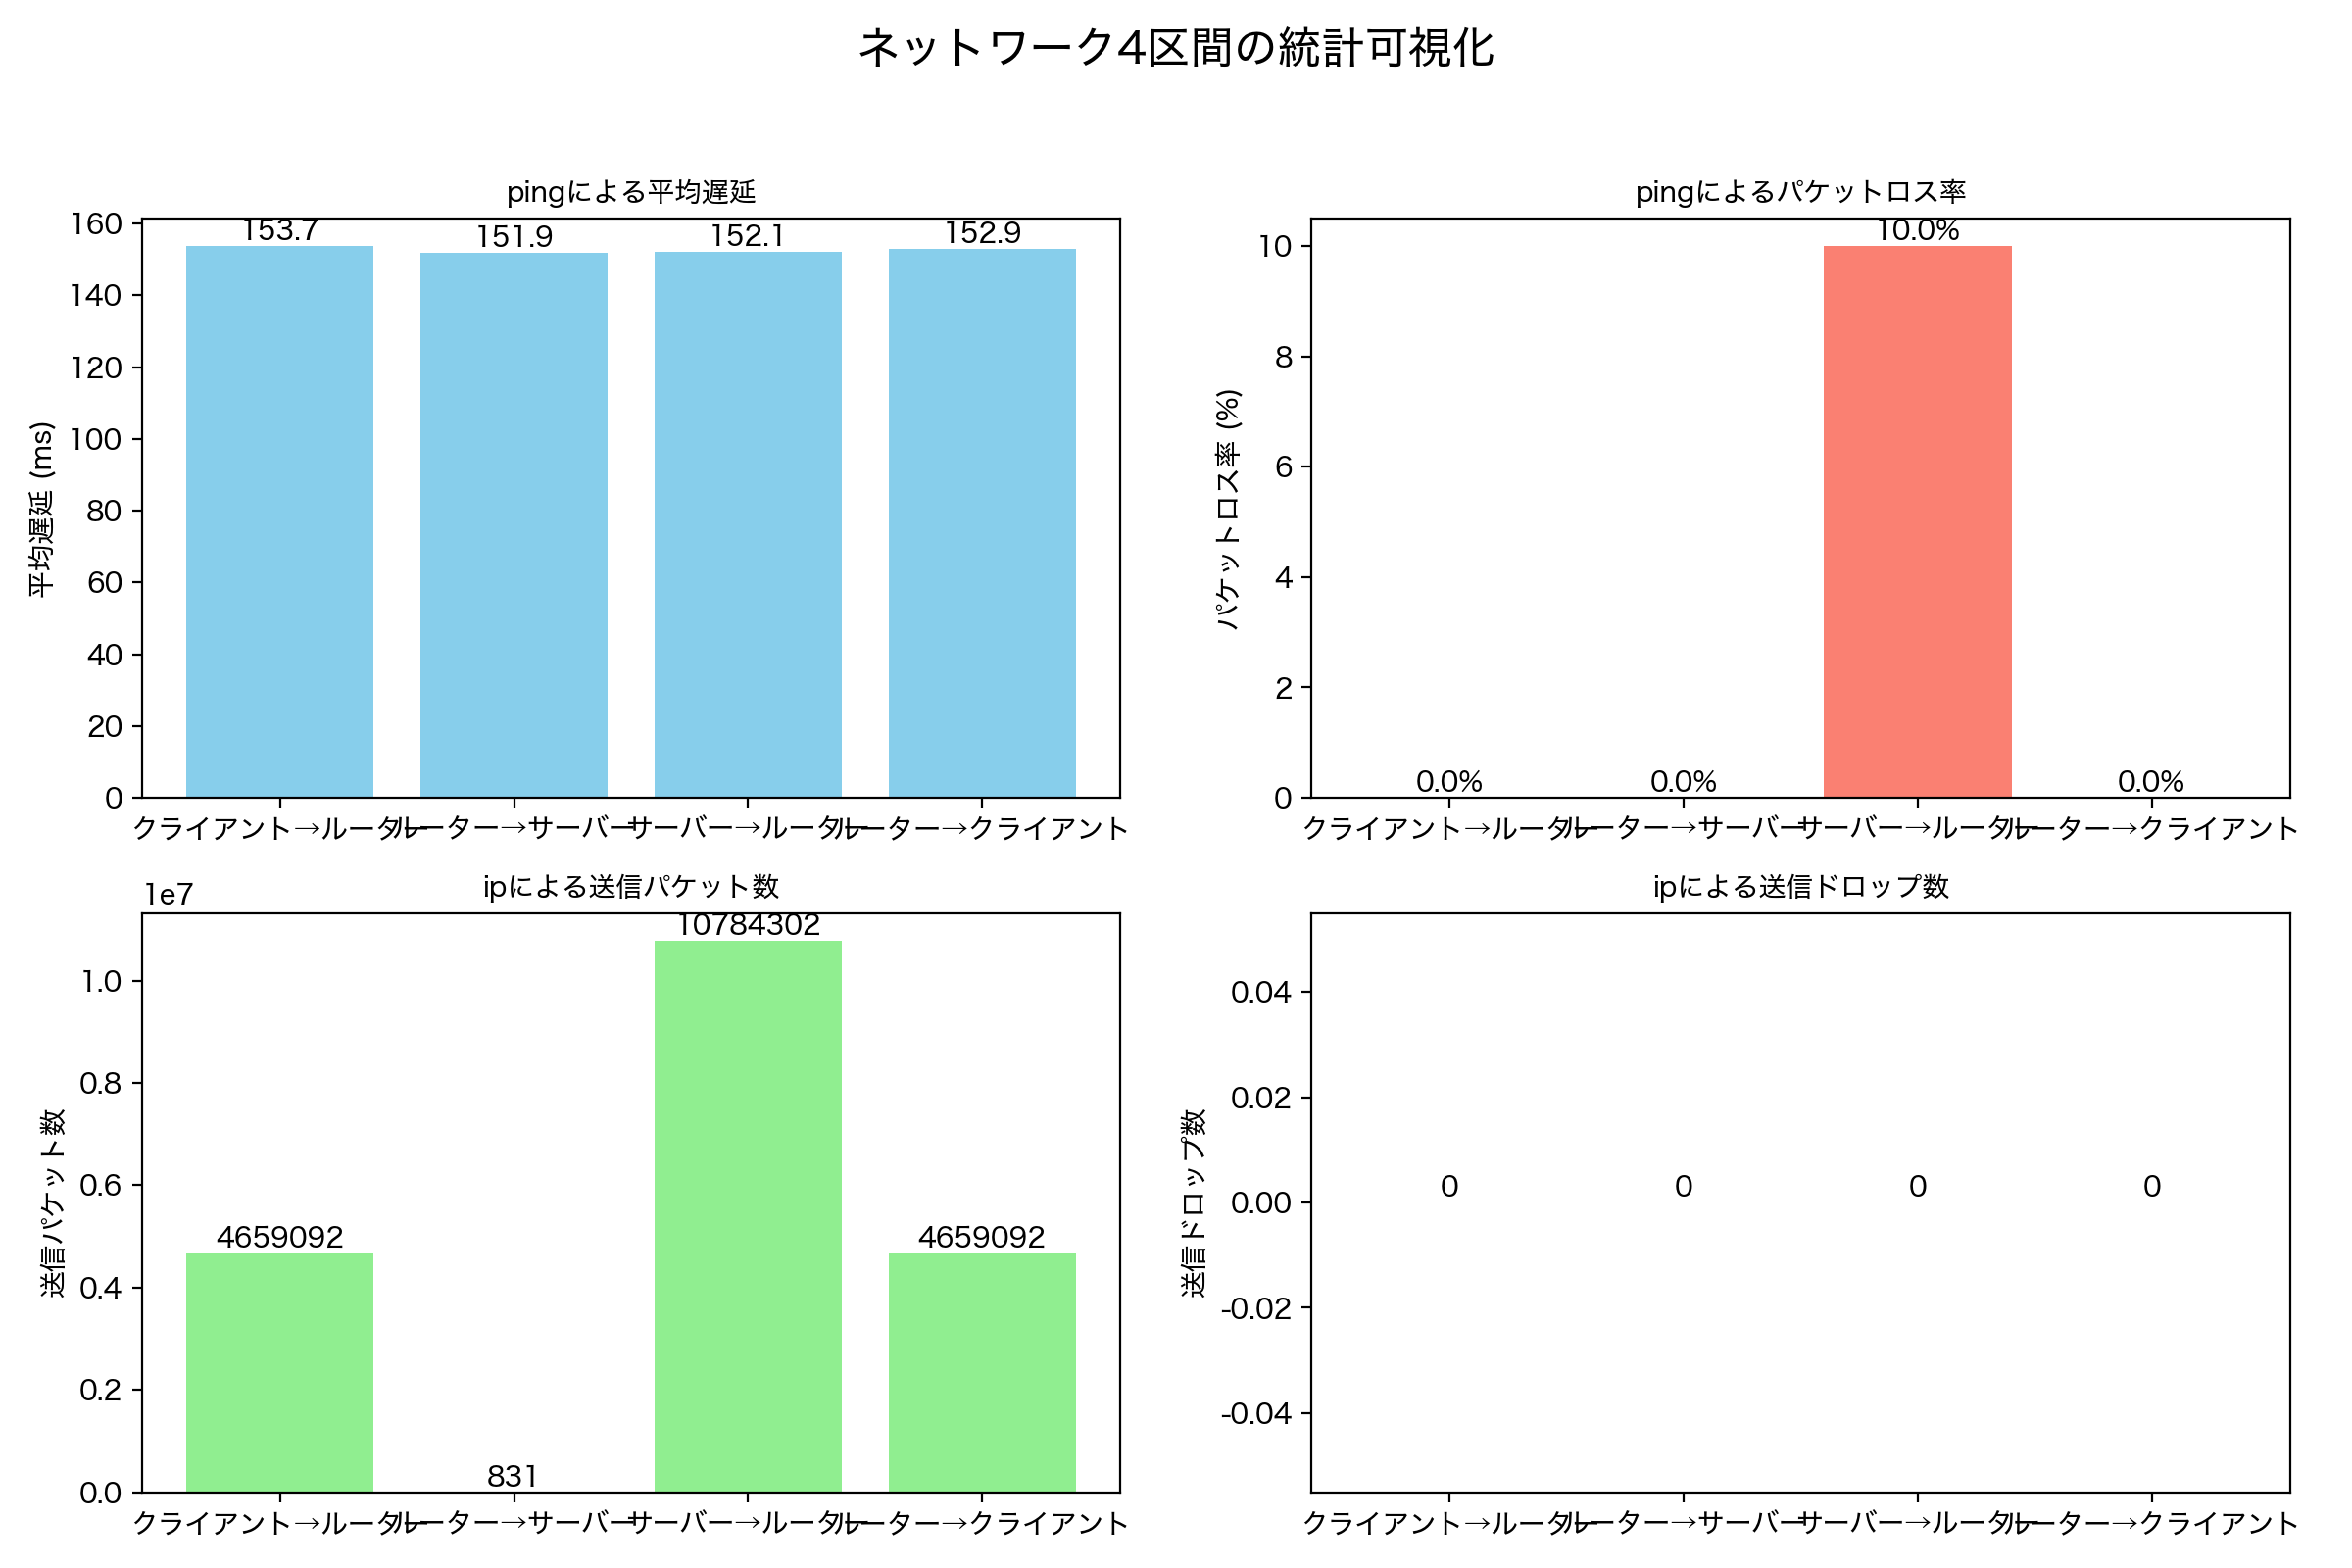 ネットワーク4区間の統計可視化
pingによる平均遅延
平均遅延 (ms)
160
140
120
100
80
60
40
20
0
153.7
151.9
152.1
152.9
クライアント→ルーター
ルーター→サーバー
サーバー→ルーター
ルーター→クライアント
pingによるパケットロス率
パケットロス率 (%)
10
8
6
4
2
0
0.0%
0.0%
10.0%
0.0%
クライアント→ルーター
ルーター→サーバー
サーバー→ルーター
ルーター→クライアント
ipによる送信パケット数
1e7
送信パケット数
1.0
0.8
0.6
0.4
0.2
0.0
4659092
831
10784302
4659092
クライアント→ルーター
ルーター→サーバー
サーバー→ルーター
ルーター→クライアント
ipによる送信ドロップ数
送信ドロップ数
0.04
0.02
0.00
-0.02
-0.04
0
0
0
0
クライアント→ルーター
ルーター→サーバー
サーバー→ルーター
ルーター→クライアント